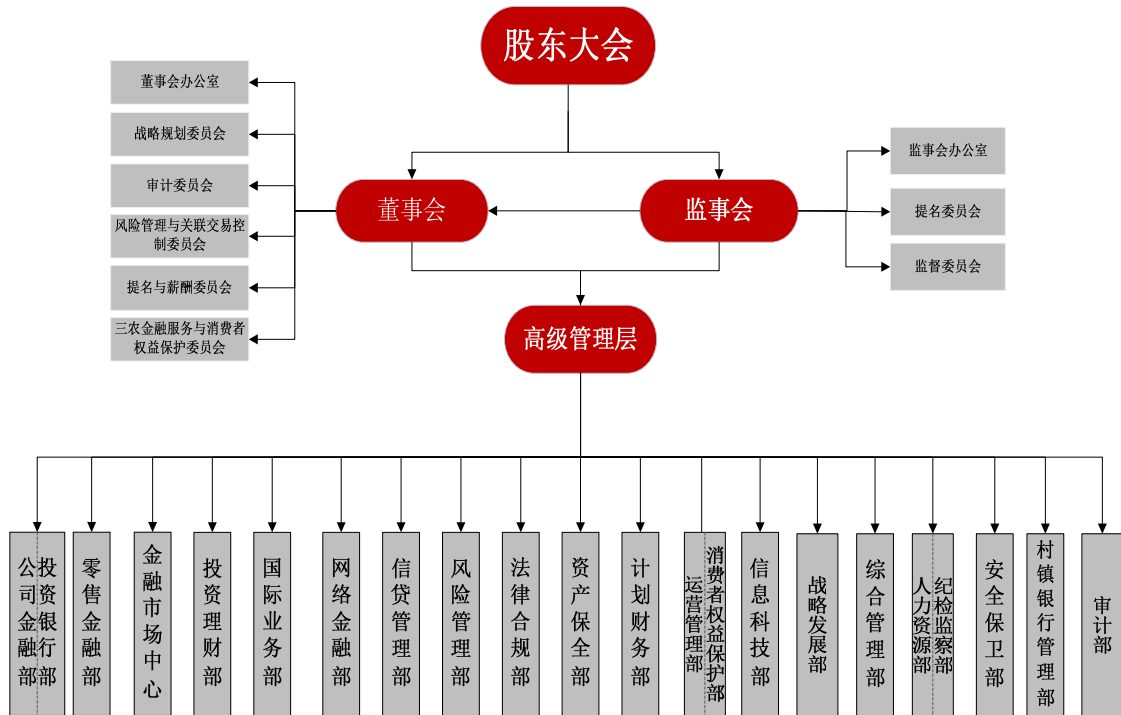 股东大会
董事会办公室
战略规划委员会
审计委员会
风险管理与关联交易控
制委员会
提名与薪酬委员会
三农金融服务与消费者
权益保护委员会
董事会
监事会
监事会办公室
提名委员会
监督委员会
高级管理层
公司金融部
投资银行部
零售金融部
金融市场中心
投资理财部
国际业务部
网络金融部
信贷管理部
风险管理部
法律合规部
资产保全部
计划财务部
运营管理部
消费者权益保护部
信息科技部
战略发展部
综合管理部
人力资源部
纪检监察部
安全保卫部
村镇银行管理部
审计部